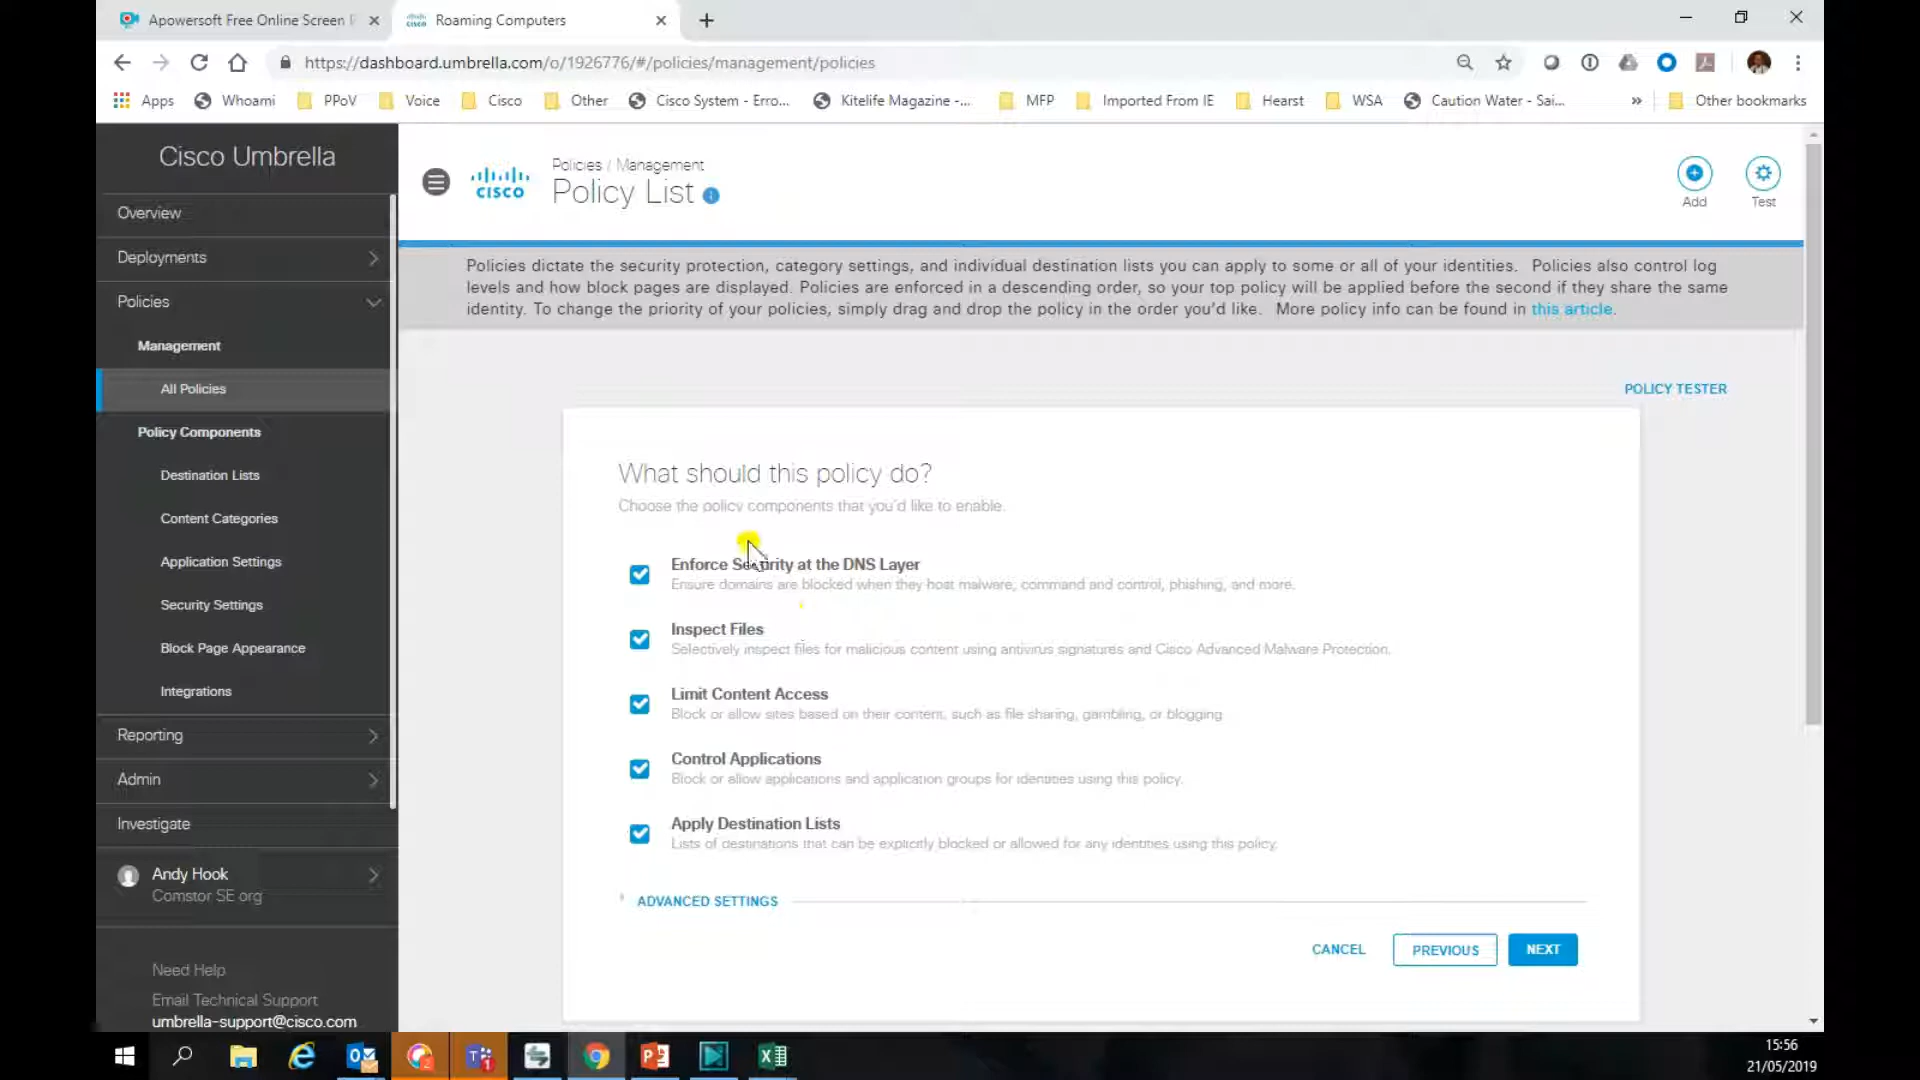 Apowersoft Free Online Screen
Roaming Computers
https://dashboard.umbrella.com/o/1926776/#/policies/management/policies
Apps
Whoami
PPoV
Voice
Cisco
Other
Cisco System - Erro...
Kitelife Magazine -...
MFP
Imported From IE
Hearst
WSA
Caution Water - Sai...
»
Other bookmarks
Cisco Umbrella
Overview
Deployments
Policies
Management
All Policies
Policy Components
Destination Lists
Content Categories
Application Settings
Security Settings
Block Page Appearance
Integrations
Reporting
Admin
Investigate
Andy Hook
Comstor SE org
Need Help
Email Technical Support
umbrella-support@cisco.com
CISCO
Policies / Management
Policy List
Add
Test
Policies dictate the security protection, category settings, and individual destination lists you can apply to some or all of your identities. Policies also control log
levels and how block pages are displayed. Policies are enforced in a descending order, so your top policy will be applied before the second if they share the same
identity. To change the priority of your policies, simply drag and drop the policy in the order you'd like. More policy info can be found in this article.
POLICY TESTER
What should this policy do?
Choose the policy components that you'd like to enable.
Enforce Security at the DNS Layer
Ensure domains are blocked when they host malware, command and control, phishing, and more.
Inspect Files
Selectively inspect files for malicious content using antivirus signatures and Cisco Advanced Malware Protection.
Limit Content Access
Block or allow sites based on their content, such as file sharing, gambling, or blogging
Control Applications
Block or allow applications and application groups for identities using this policy.
Apply Destination Lists
Lists of destinations that can be explicitly blocked or allowed for any identities using this policy.
ADVANCED SETTINGS
CANCEL
PREVIOUS
NEXT
15:56
21/05/2019